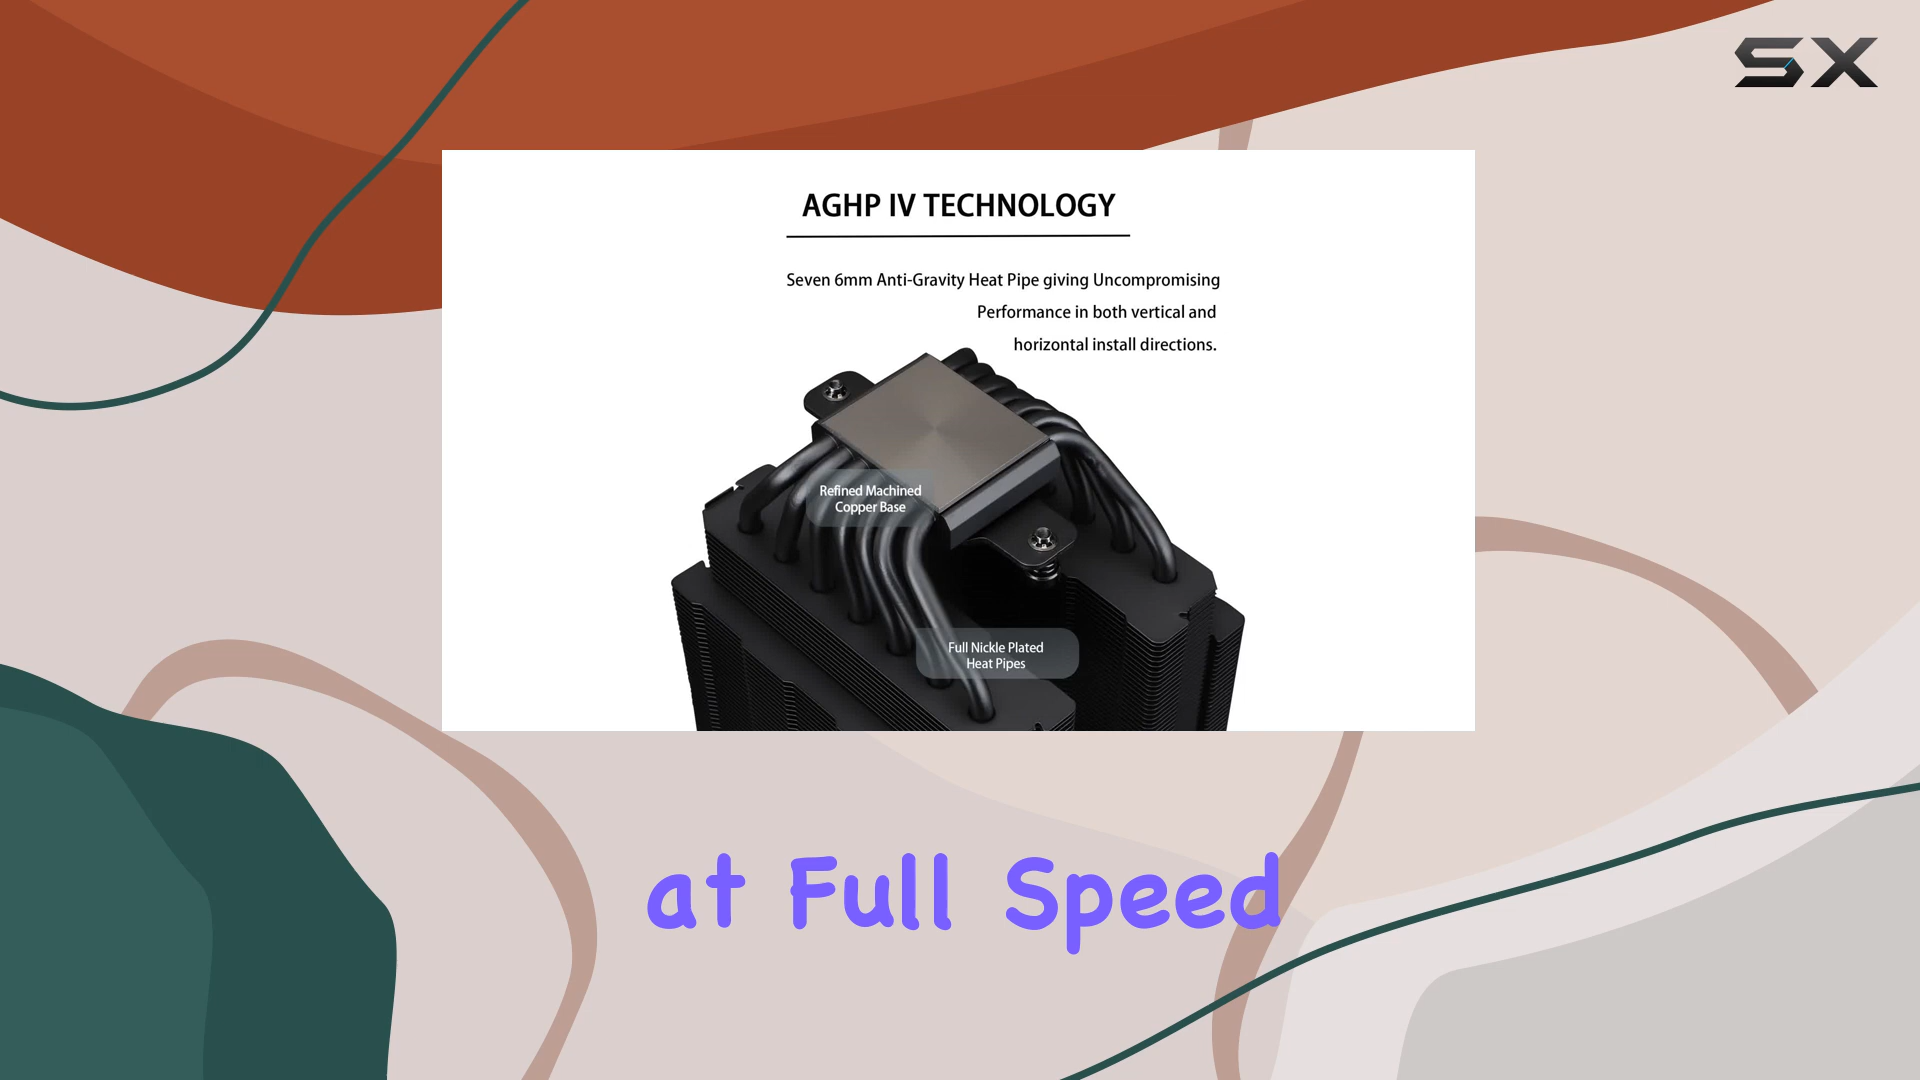 SX
AGHP IV TECHNOLOGY
Seven 6mm Anti-Gravity Heat Pipe giving Uncompromising
Performance in both vertical and
horizontal install directions.
Refined Machined
Copper Base
Full Nickle Plated
Heat Pipes
at Full Speed